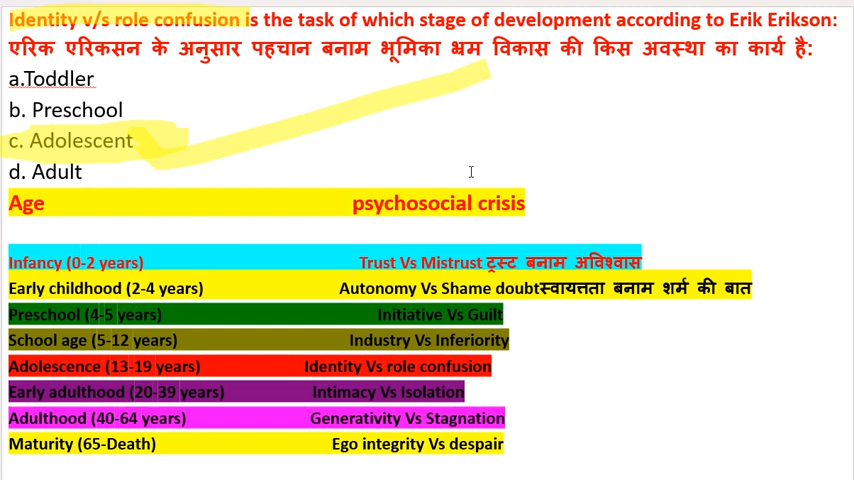 Identity v/s role confusion is the task of which stage of development according to Erik Erikson:
एरिक एरिकसन के अनुसार पहचान बनाम भूमिका भ्रम विकास की किस अवस्था का कार्य है:
a.Toddler
b. Preschool
c. Adolescent
d. Adult
Age psychosocial crisis
Infancy (0-2 years) Trust Vs Mistrust ट्रस्ट बनाम अविश्वास
Early childhood (2-4 years) Autonomy Vs Shame doubtस्वायत्तता बनाम शर्म की बात
Preschool (4-5 years) Initiative Vs Guilt
School age (5-12 years) Industry Vs Inferiority
Adolescence (13-19 years) Identity Vs role confusion
Early adulthood (20-39 years) Intimacy Vs Isolation
Adulthood (40-64 years) Generativity Vs Stagnation
Maturity (65-Death) Ego integrity Vs despair